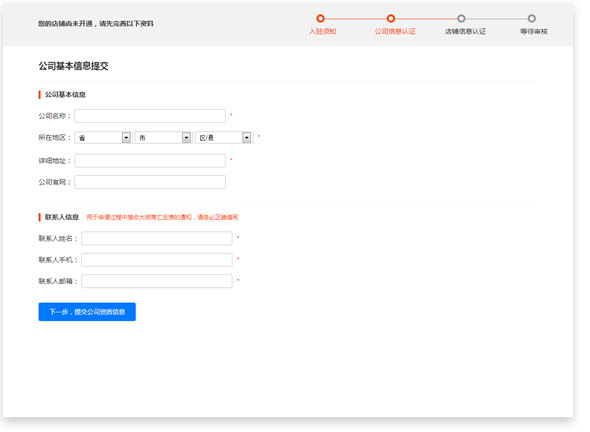 您的店铺尚未开通，请先完善以下资料
入驻须知 公司信息认证 店铺信息认证 等待审核
公司基本信息提交
公司基本信息
公司名称： *
所在地区： 省 市 区/县 *
详细地址： *
公司官网：
联系人信息 用于申请过程中接收大统商汇反馈的通知，请务必正确填写
联系人姓名： *
联系人手机： *
联系人邮箱： *
下一步，提交公司资质信息